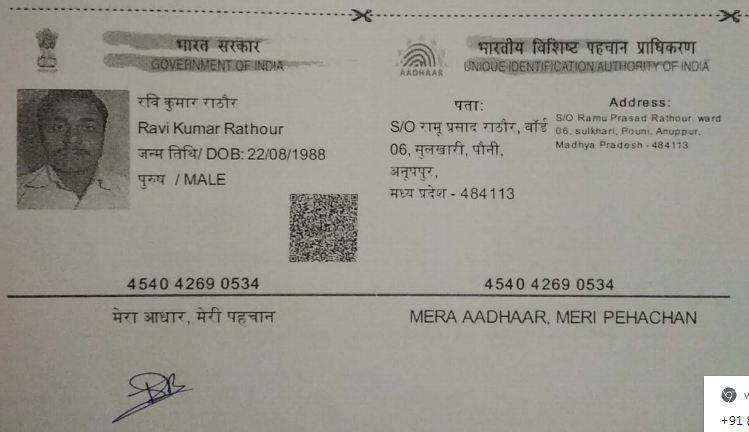 भारत सरकार
GOVERNMENT OF INDIA
रवि कुमार राठौर
Ravi Kumar Rathour
जन्म तिथि/ DOB: 22/08/1988
पुरुष / MALE
4540 4269 0534
मेरा आधार, मेरी पहचान
AADHAAR
भारतीय विशिष्ट पहचान प्राधिकरण
UNIQUE IDENTIFICATION AUTHORITY OF INDIA
पता:
S/O रामू प्रसाद राठौर, वॉर्ड
06, सुलखारी, पौनी,
अनूपपुर,
मध्य प्रदेश - 484113
Address:
S/O Ramu Prasad Rathour, ward
06, sulkhari, Pouni, Anuppur,
Madhya Pradesh - 484113
4540 4269 0534
MERA AADHAAR, MERI PEHACHAN
+91